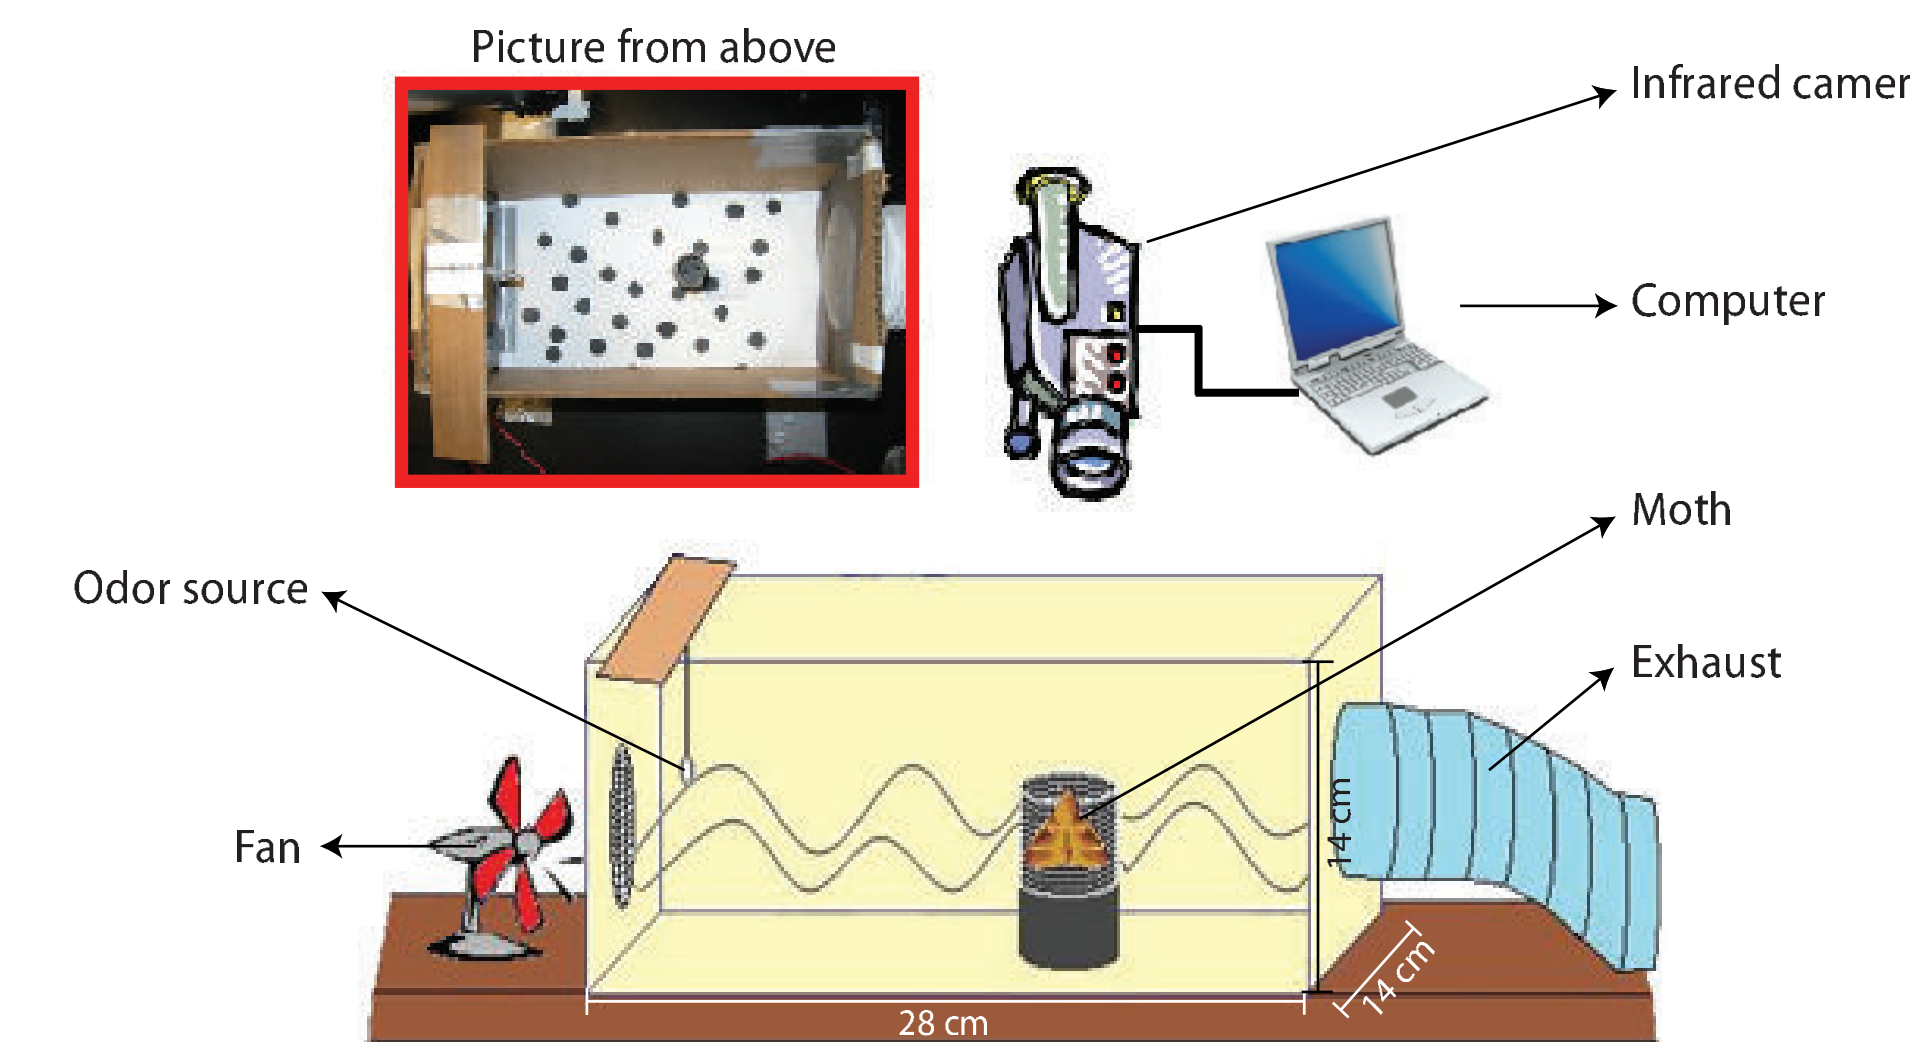 Picture from above
Infrared camer
Computer
Moth
Odor source
Exhaust
Fan
14 cm
14 cm
28 cm